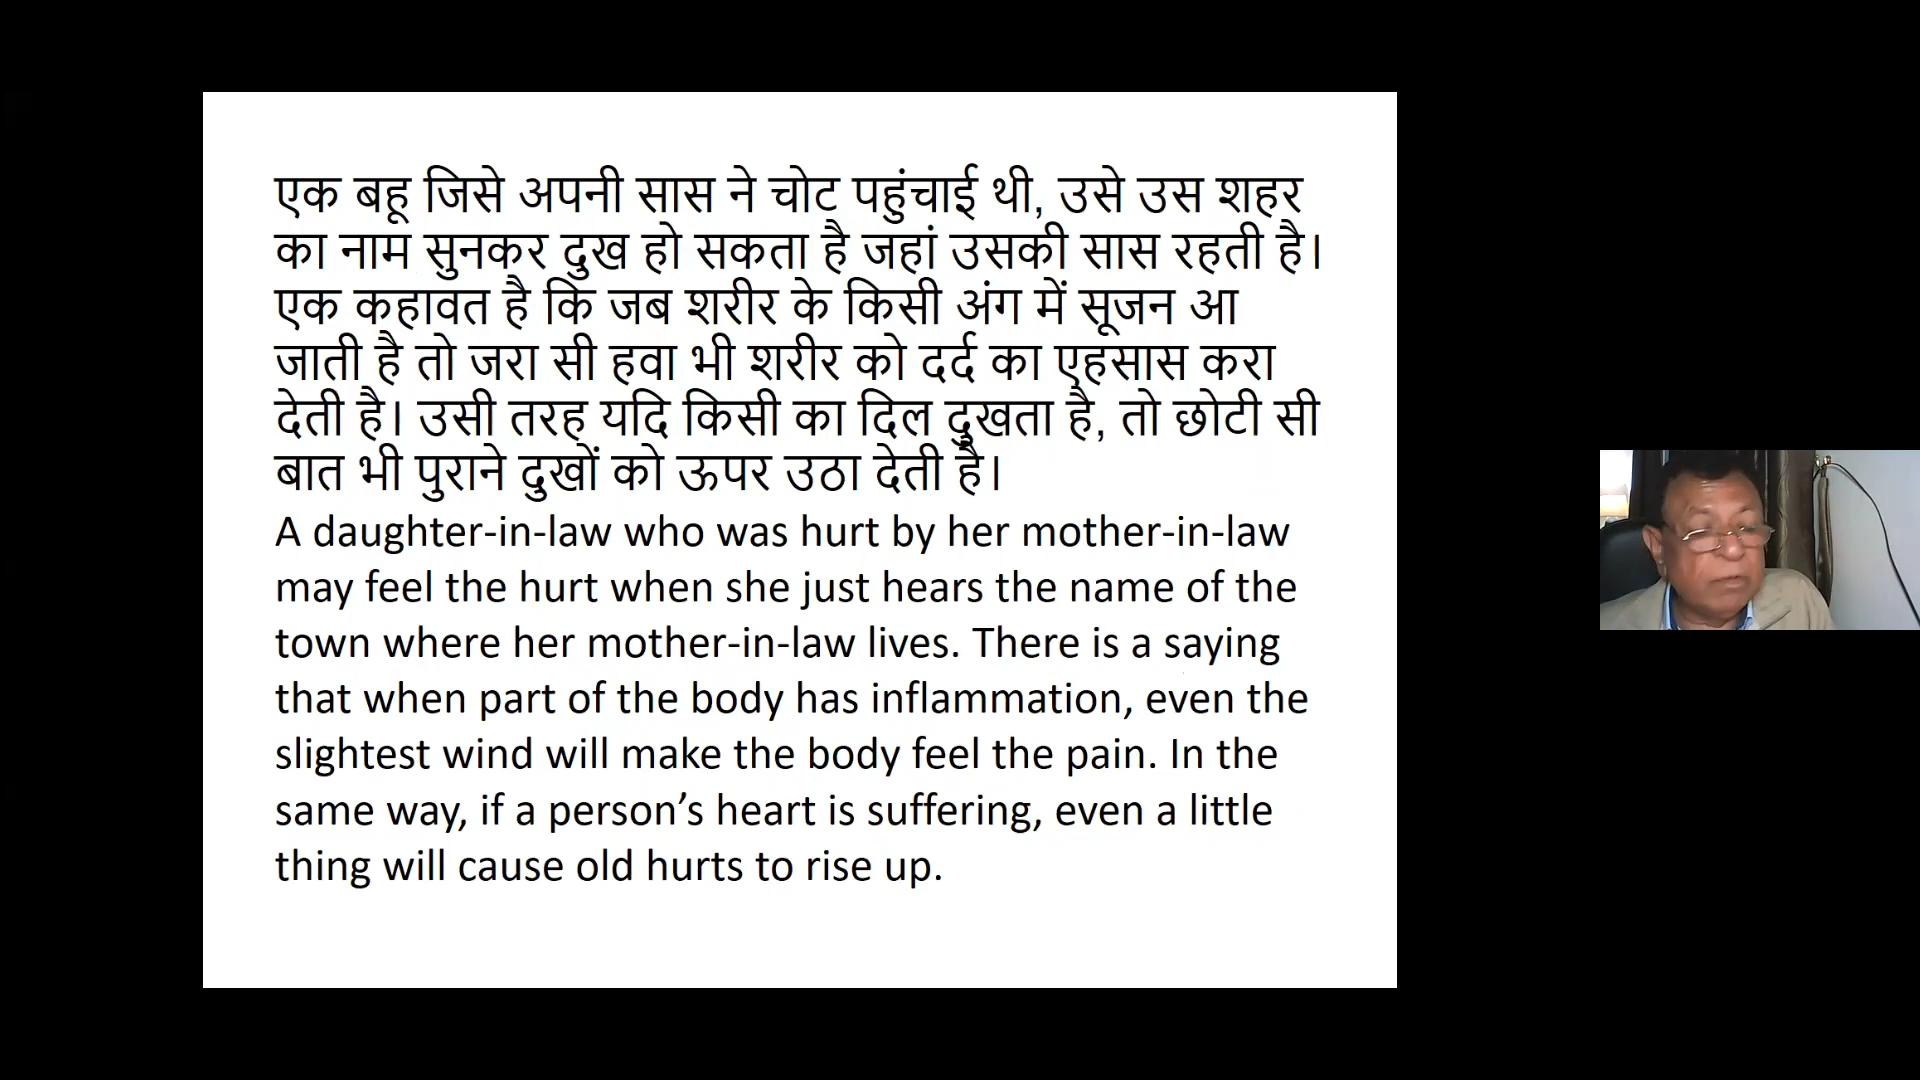 एक बहू जिसे अपनी सास ने चोट पहुंचाई थी, उसे उस शहर
का नाम सुनकर दुख हो सकता है जहां उसकी सास रहती है।
एक कहावत है कि जब शरीर के किसी अंग में सूजन आ
जाती है तो जरा सी हवा भी शरीर को दर्द का एहसास करा
देती है। उसी तरह यदि किसी का दिल दुखता है, तो छोटी सी
बात भी पुराने दुखों को ऊपर उठा देती है।
A daughter-in-law who was hurt by her mother-in-law
may feel the hurt when she just hears the name of the
town where her mother-in-law lives. There is a saying
that when part of the body has inflammation, even the
slightest wind will make the body feel the pain. In the
same way, if a person’s heart is suffering, even a little
thing will cause old hurts to rise up.